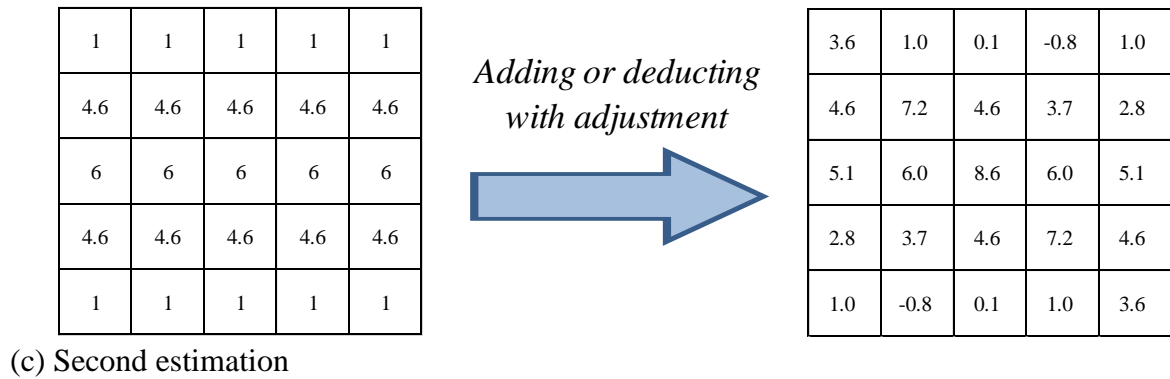 1 1 1 1 1
4.6 4.6 4.6 4.6 4.6
6 6 6 6 6
4.6 4.6 4.6 4.6 4.6
1 1 1 1 1
Adding or deducting
with adjustment
3.6 1.0 0.1 -0.8 1.0
4.6 7.2 4.6 3.7 2.8
5.1 6.0 8.6 6.0 5.1
2.8 3.7 4.6 7.2 4.6
1.0 -0.8 0.1 1.0 3.6
(c) Second estimation